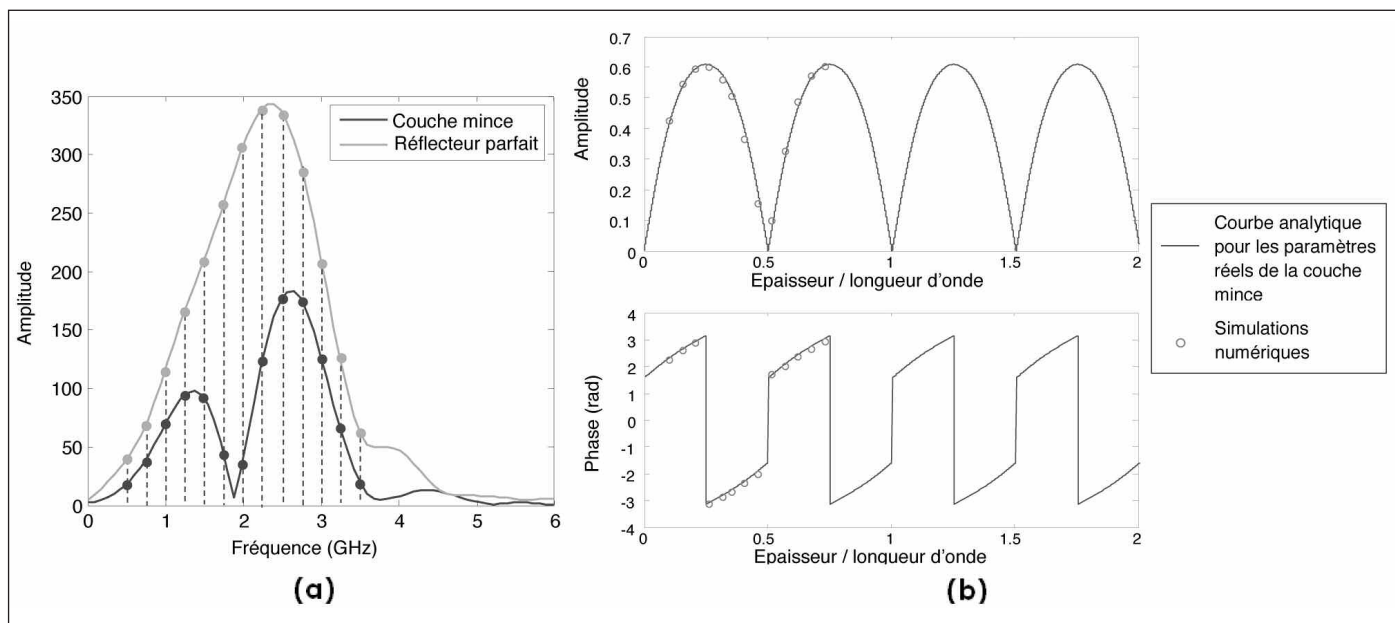 350
300
250
200
150
100
50
0
Amplitude
Couche mince
Réflecteur parfait
0 1 2 3 4 5 6
Fréquence (GHz)
(a)
0.7
0.6
0.5
0.4
0.3
0.2
0.1
0
Amplitude
0 0.5 1 1.5 2
Epaisseur / longueur d'onde
4
3
2
1
0
-1
-2
-3
-4
Phase (rad)
0 0.5 1 1.5 2
Epaisseur / longueur d'onde
(b)
Courbe analytique
pour les paramètres
réels de la couche
mince
Simulations
numériques